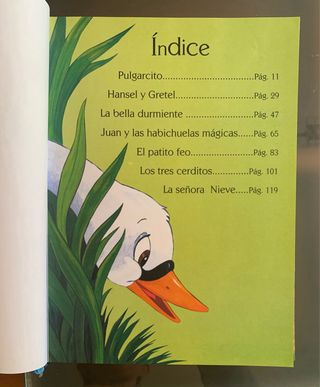 Índice
Pulgarcito..................................Pág. 11
Hansel y Gretel.............................Pág. 29
La bella durmiente .........................Pág. 47
Juan y las habichuelas mágicas......Pág. 65
El patito feo...........................Pág. 83
Los tres cerditos..............Pág. 101
La señora Nieve.....Pág. 119